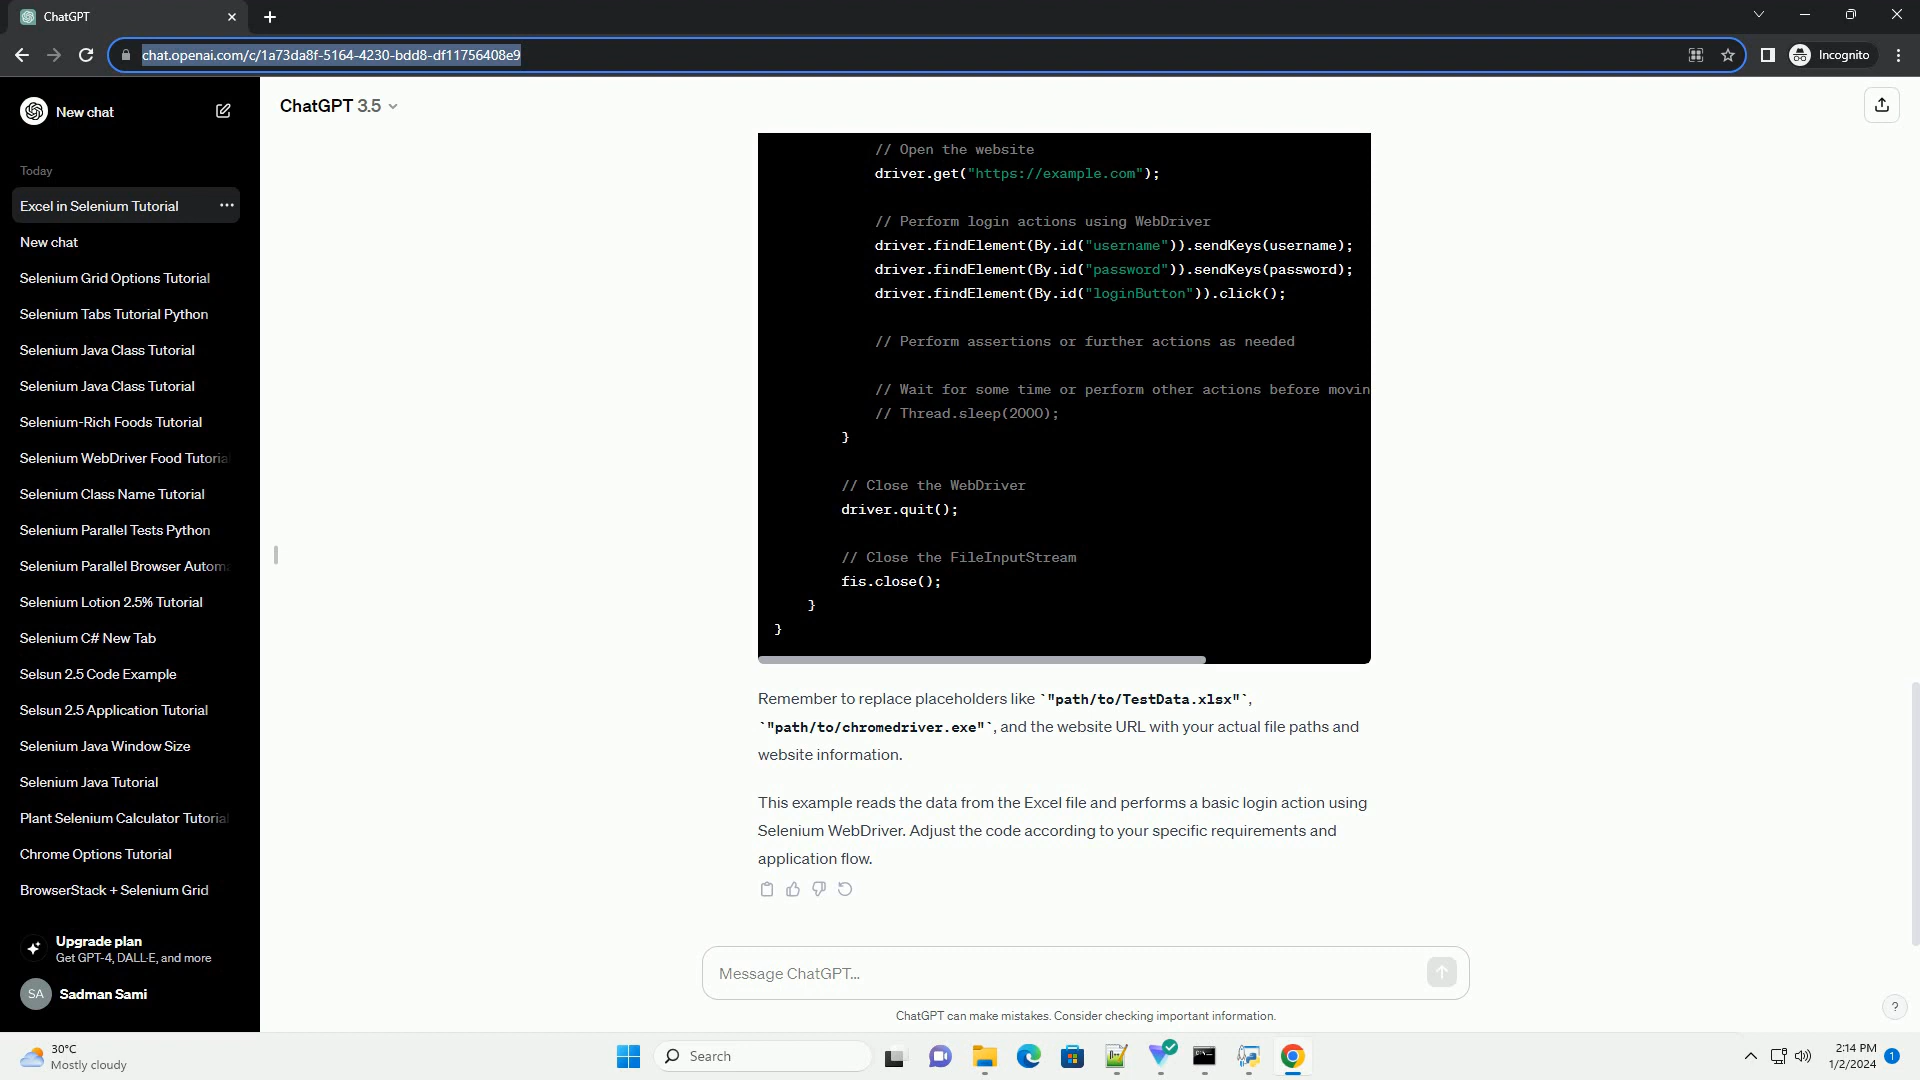 ChatGPT
chat.openai.com/c/1a73da8f-5164-4230-bdd8-df11756408e9
Incognito
New chat
Today
Excel in Selenium Tutorial
New chat
Selenium Grid Options Tutorial
Selenium Tabs Tutorial Python
Selenium Java Class Tutorial
Selenium Java Class Tutorial
Selenium-Rich Foods Tutorial
Selenium WebDriver Food Tutoria
Selenium Class Name Tutorial
Selenium Parallel Tests Python
Selenium Parallel Browser Autom
Selenium Lotion 2.5% Tutorial
Selenium C# New Tab
Selsun 2.5 Code Example
Selsun 2.5 Application Tutorial
Selenium Java Window Size
Selenium Java Tutorial
Plant Selenium Calculator Tutoria
Chrome Options Tutorial
BrowserStack + Selenium Grid
Upgrade plan
Get GPT-4, DALL·E, and more
SA Sadman Sami
ChatGPT 3.5
// Open the website
driver.get("https://example.com");
// Perform login actions using WebDriver
driver.findElement(By.id("username")).sendKeys(username);
driver.findElement(By.id("password")).sendKeys(password);
driver.findElement(By.id("loginButton")).click();
// Perform assertions or further actions as needed
// Wait for some time or perform other actions before movin
// Thread.sleep(2000);
}
// Close the WebDriver
driver.quit();
// Close the FileInputStream
fis.close();
}
}
Remember to replace placeholders like `"path/to/TestData.xlsx"`,
`"path/to/chromedriver.exe"`, and the website URL with your actual file paths and
website information.
This example reads the data from the Excel file and performs a basic login action using
Selenium WebDriver. Adjust the code according to your specific requirements and
application flow.
Message ChatGPT...
ChatGPT can make mistakes. Consider checking important information.
?
30°C
Mostly cloudy
Search
2:14 PM
1/2/2024
1